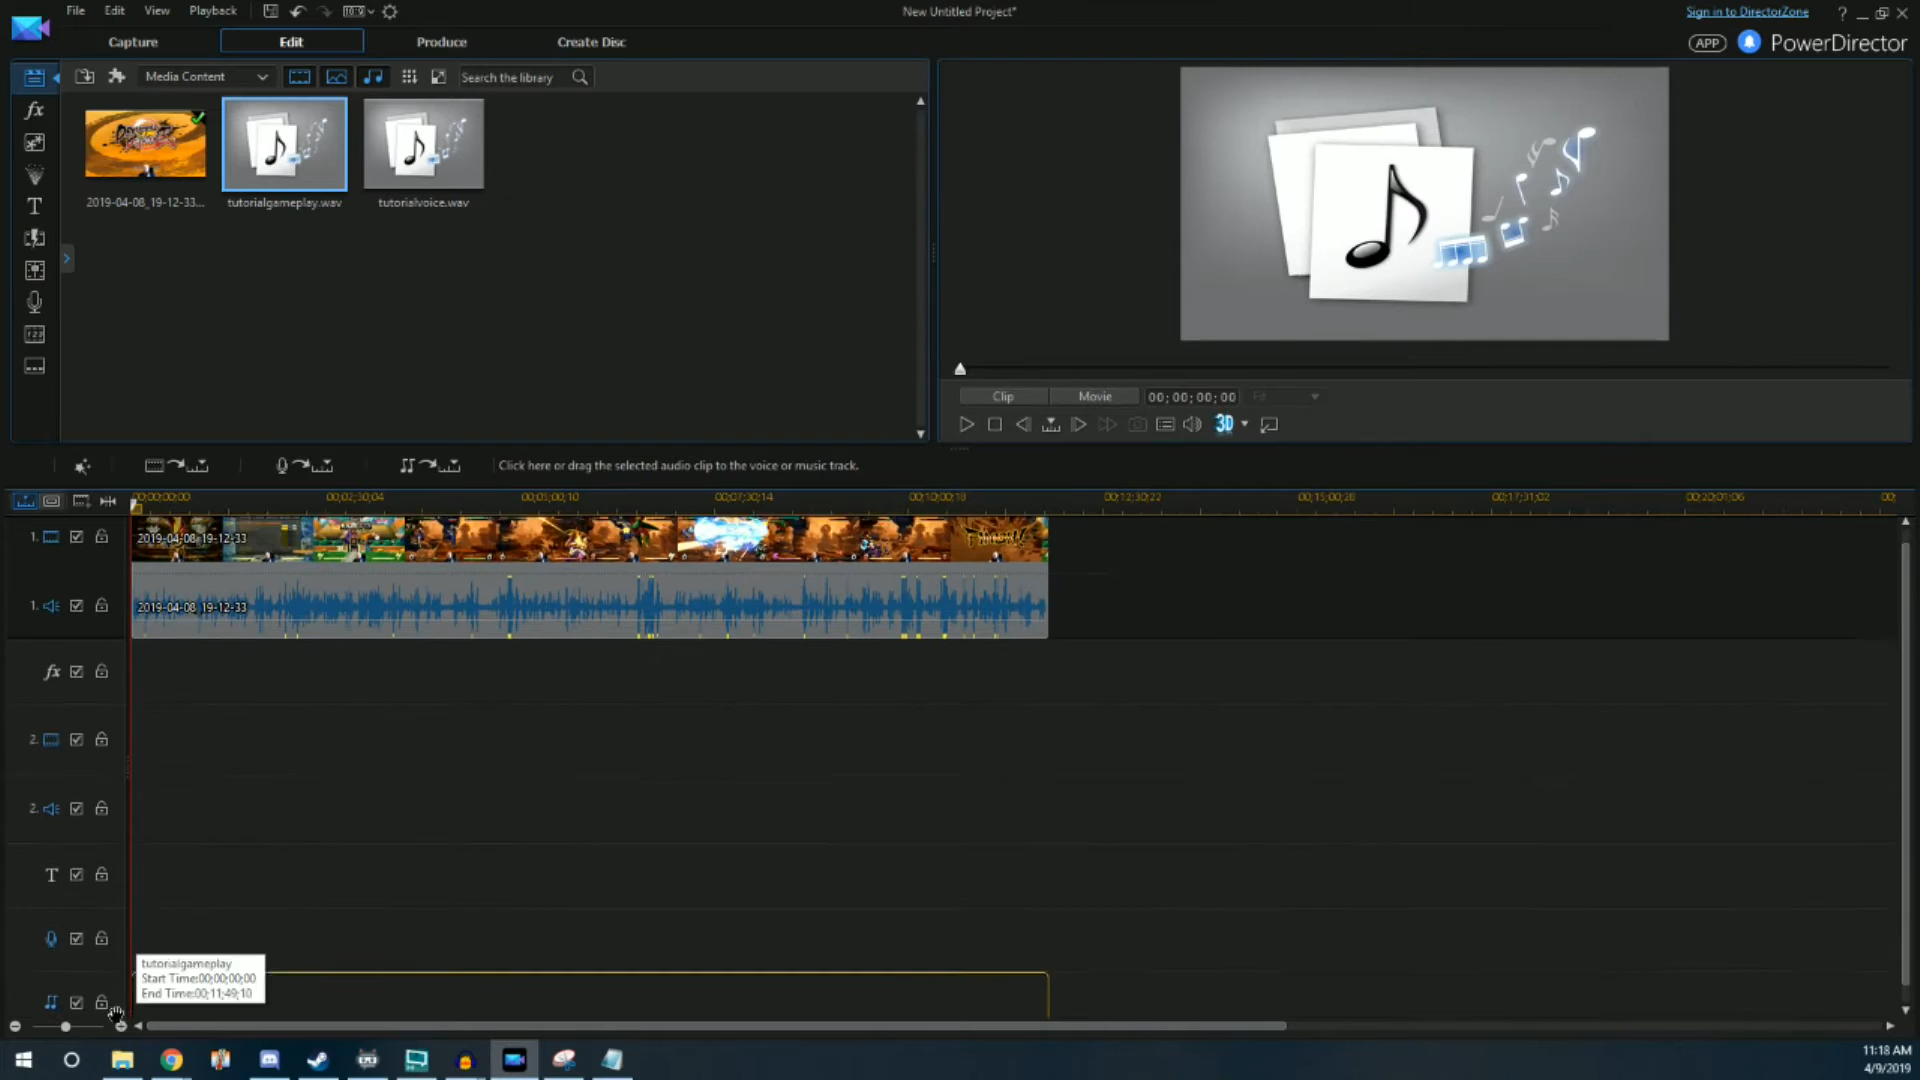 File Edit View Playback
New Untitled Project*
Sign in to DirectorZone
?
Capture
Edit
Produce
Create Disc
APP
PowerDirector
Media Content
Search the library
fx
T
2019-04-08_19-12-33...
tutorialgameplay.wav
tutorialvoice.wav
Clip
Movie
00;00;00;00
Fit
3D
Click here or drag the selected audio clip to the voice or music track.
00;00;00;00
00;02;30;04
00;05;00;10
00;07;30;14
00;10;00;18
00;12;30;22
00;15;00;28
00;17;31;02
00;20;01;06
00;
1.
2019-04-08_19-12-33
1.
2019-04-08_19-12-33
fx
2.
2.
T
tutorialgameplay
Start Time:00;00;00;00
End Time:00;11;49;10
11:18 AM
4/9/2019